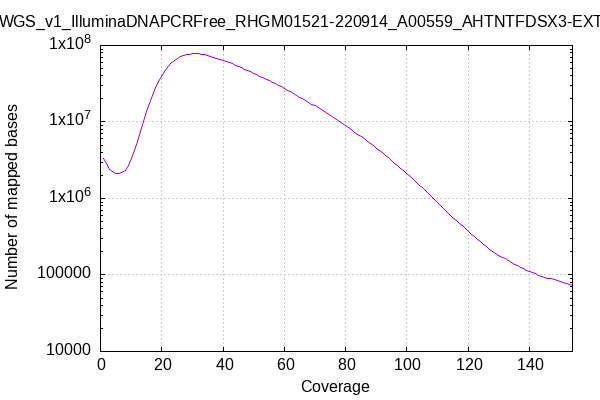 WGS_v1_IlluminaDNAPCRFree_RHGM01521-220914_A00559_AHTNTFDSX3-EXT
1x10^8
1x10^7
1x10^6
100000
10000
Number of mapped bases
0 20 40 60 80 100 120 140
Coverage